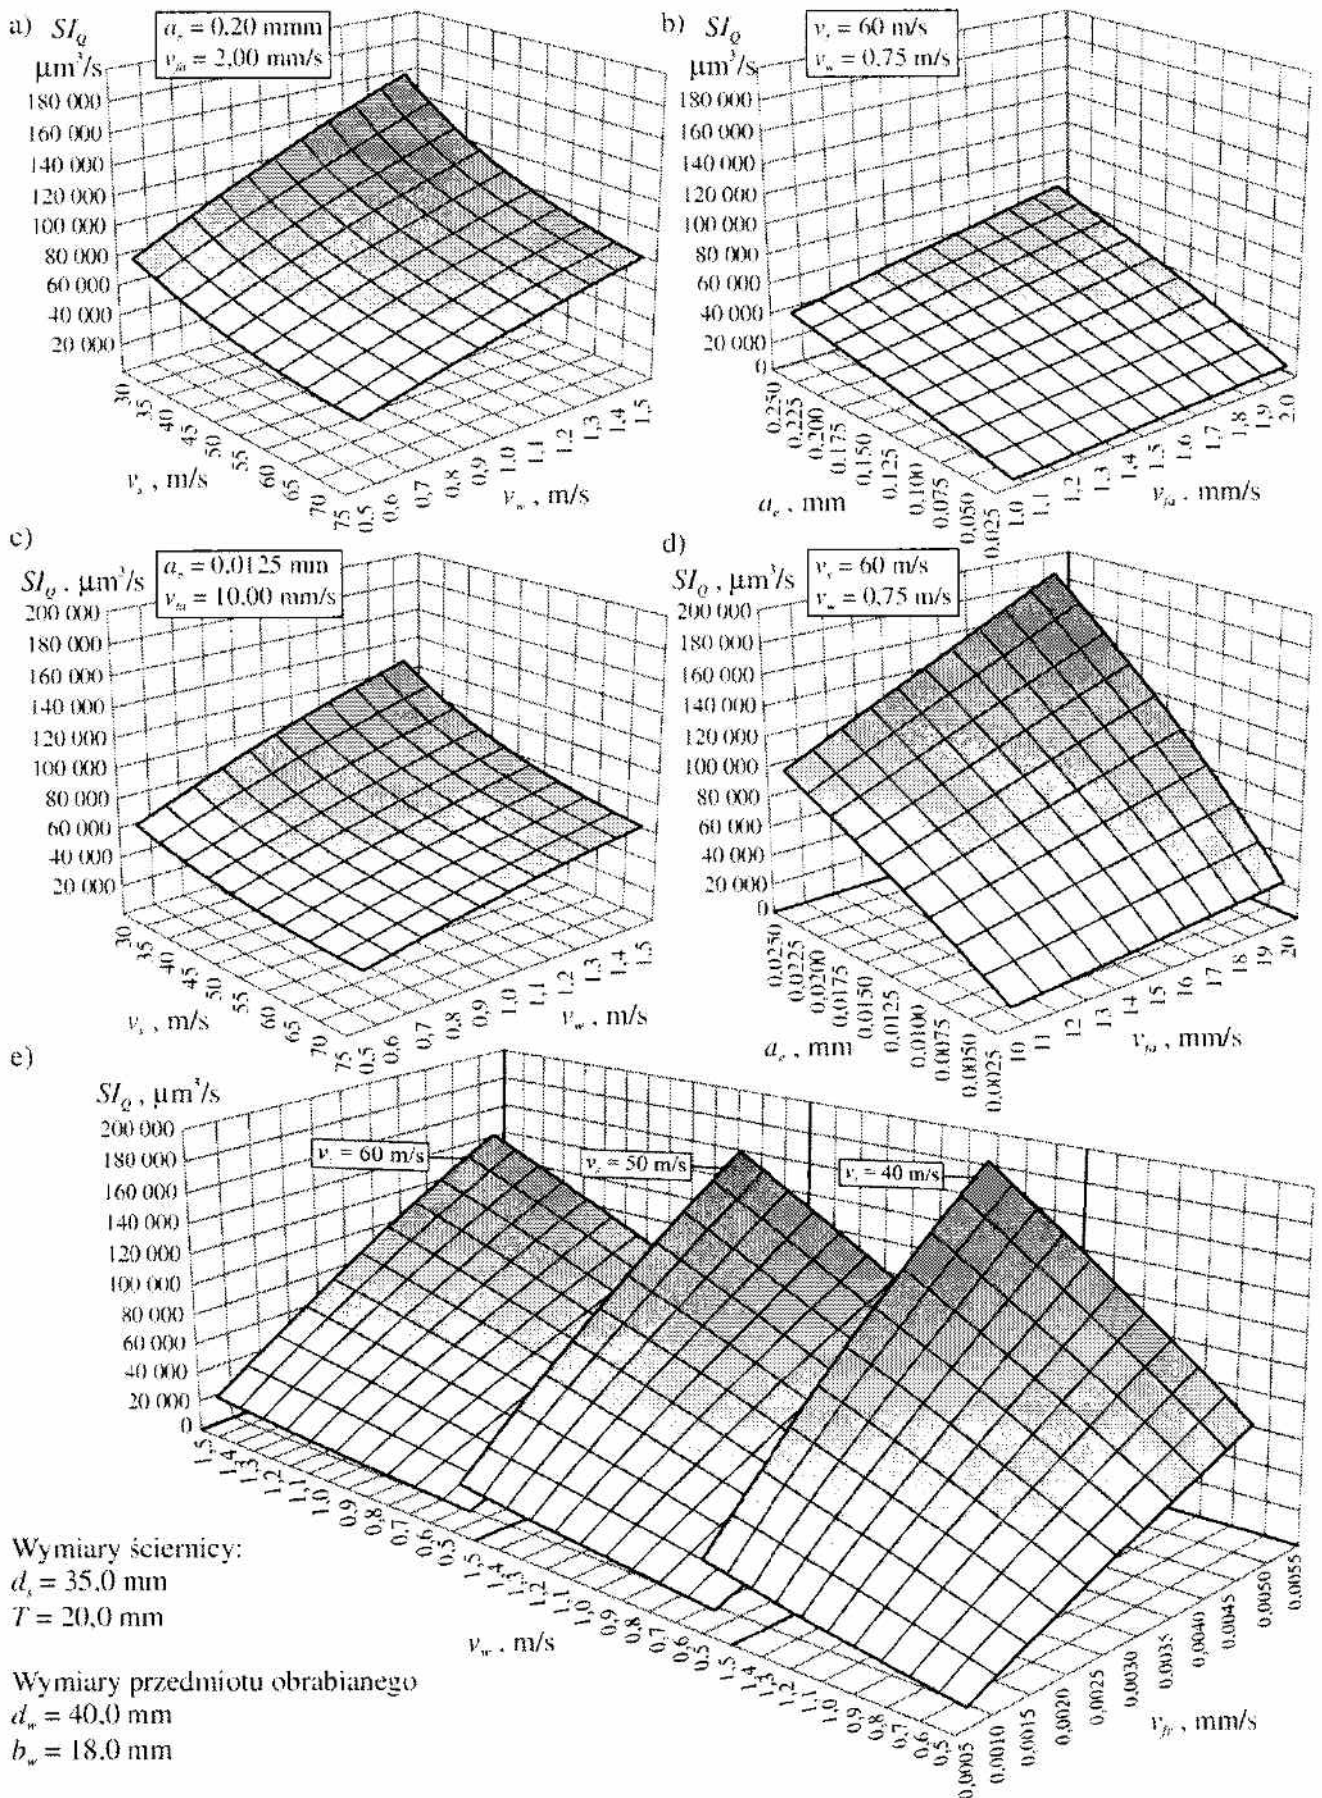 a) SI_Q
μm³/s
a_e = 0,20 mmm
v_fa = 2,00 mm/s
180 000
160 000
140 000
120 000
100 000
80 000
60 000
40 000
20 000
30 35 40 45 50 55 60 65 70 75
v_s , m/s
0,5 0,6 0,7 0,8 0,9 1,0 1,1 1,2 1,3 1,4 1,5
v_w , m/s
b) SI_Q
μm³/s
v_s = 60 m/s
v_w = 0,75 m/s
180 000
160 000
140 000
120 000
100 000
80 000
60 000
40 000
20 000
0
0,250 0,225 0,200 0,175 0,150 0,125 0,100 0,075 0,050 0,025
a_e , mm
1,0 1,1 1,2 1,3 1,4 1,5 1,6 1,7 1,8 1,9 2,0
v_fa , mm/s
c)
SI_Q , μm³/s
a_e = 0,0125 mm
v_fa = 10,00 mm/s
200 000
180 000
160 000
140 000
120 000
100 000
80 000
60 000
40 000
20 000
30 35 40 45 50 55 60 65 70 75
v_s , m/s
0,5 0,6 0,7 0,8 0,9 1,0 1,1 1,2 1,3 1,4 1,5
v_w , m/s
d)
SI_Q , μm³/s
v_s = 60 m/s
v_w = 0,75 m/s
200 000
180 000
160 000
140 000
120 000
100 000
80 000
60 000
40 000
20 000
0
0,0250 0,0225 0,0200 0,0175 0,0150 0,0125 0,0100 0,0075 0,0050 0,0025
a_e , mm
10 11 12 13 14 15 16 17 18 19 20
v_fa , mm/s
e)
SI_Q , μm³/s
v_s = 60 m/s
v_s = 50 m/s
v_s = 40 m/s
200 000
180 000
160 000
140 000
120 000
100 000
80 000
60 000
40 000
20 000
0
1,5 1,4 1,3 1,2 1,1 1,0 0,9 0,8 0,7 0,6 0,5 1,5 1,4 1,3 1,2 1,1 1,0 0,9 0,8 0,7 0,6 0,5 1,5 1,4 1,3 1,2 1,1 1,0 0,9 0,8 0,7 0,6 0,5
v_w , m/s
0,0005 0,0010 0,0015 0,0020 0,0025 0,0030 0,0035 0,0040 0,0045 0,0050 0,0055
v_fr , mm/s
Wymiary ściernicy:
d_s = 35,0 mm
T = 20,0 mm
Wymiary przedmiotu obrabianego
d_w = 40,0 mm
b_w = 18,0 mm